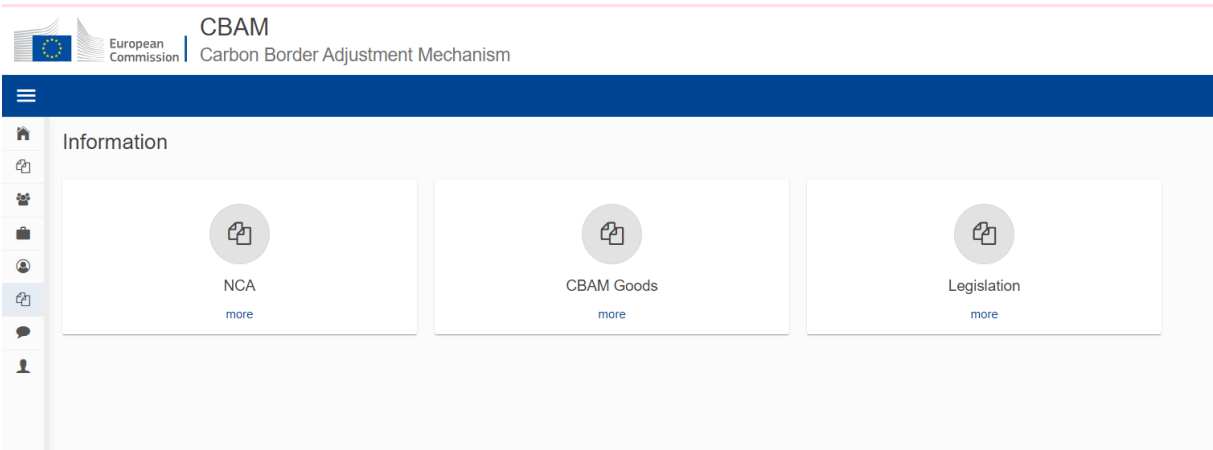 European
Commission
CBAM
Carbon Border Adjustment Mechanism
Information
NCA
more
CBAM Goods
more
Legislation
more